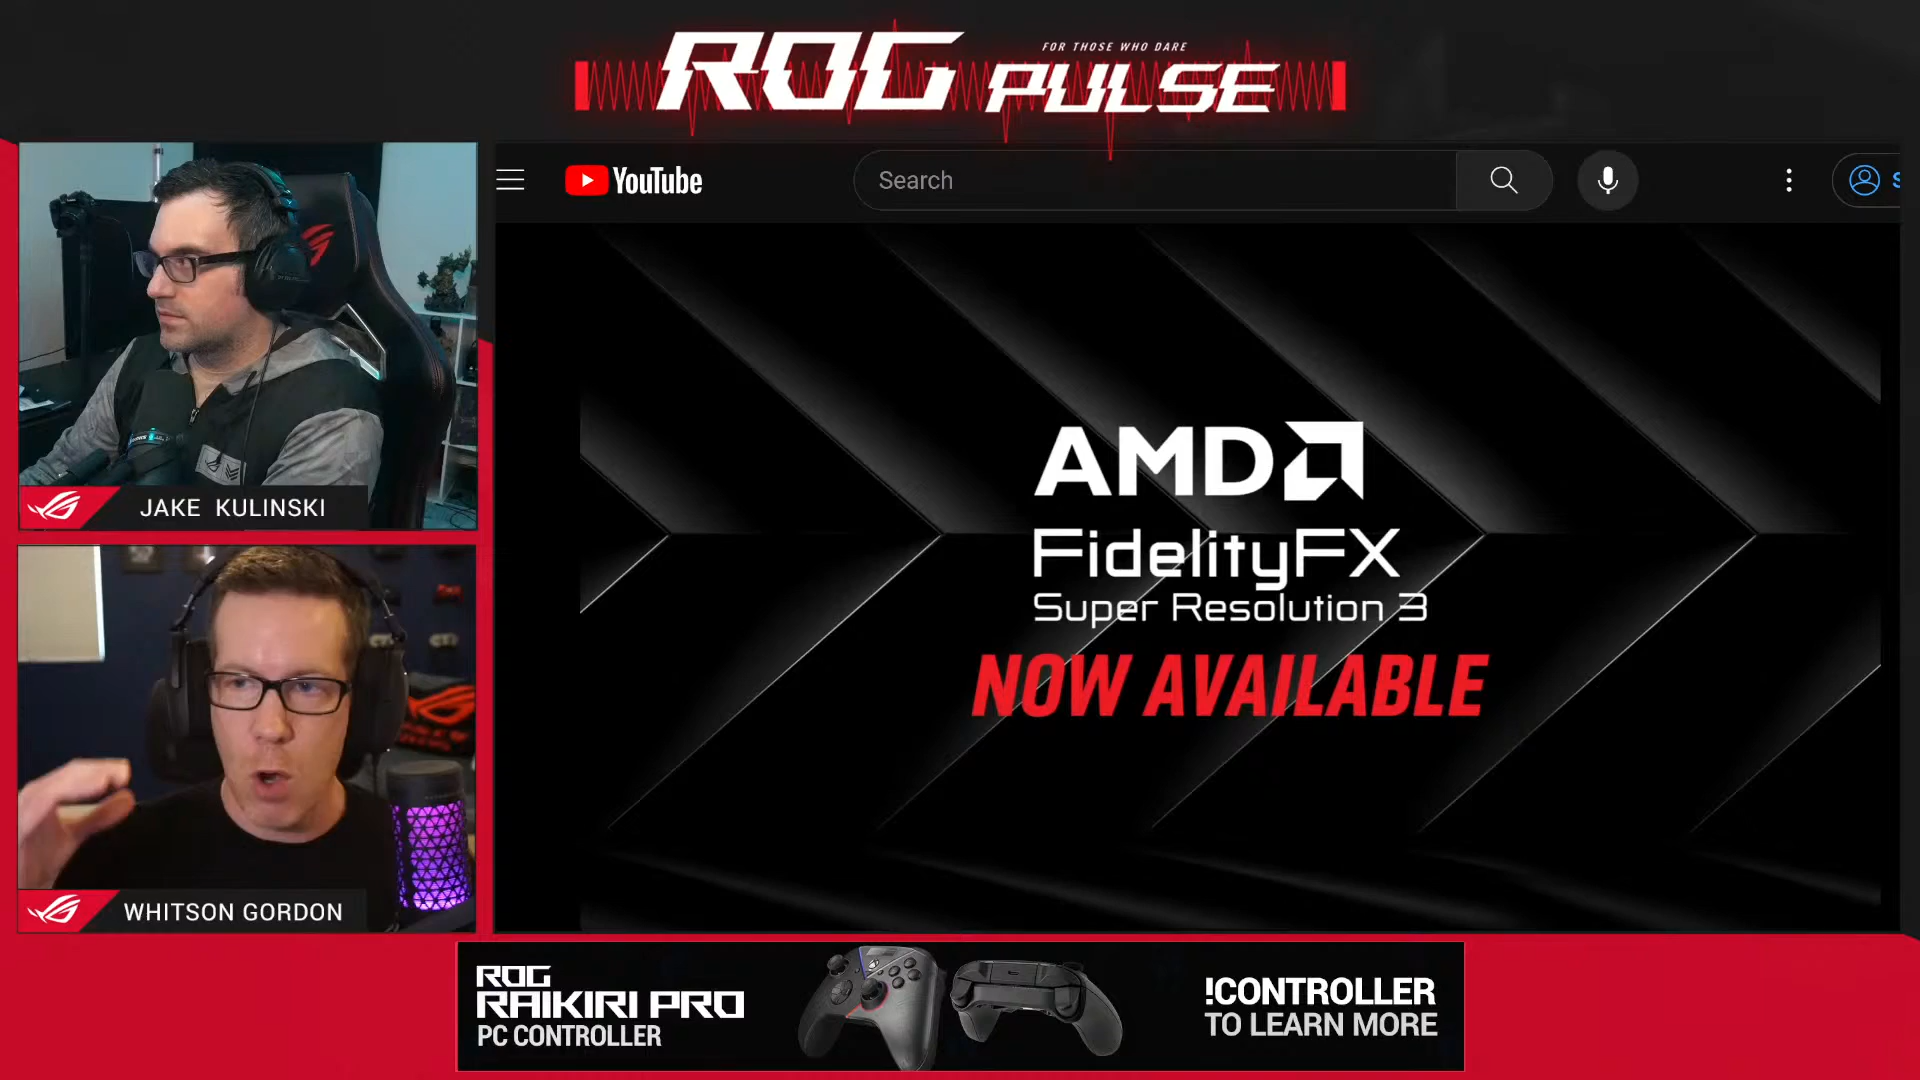 ROG
FOR THOSE WHO DARE
PULSE
YouTube
Search
S
JAKE KULINSKI
WHITSON GORDON
AMD
FidelityFX
Super Resolution 3
NOW AVAILABLE
ROG
RAIKIRI PRO
PC CONTROLLER
!CONTROLLER
TO LEARN MORE